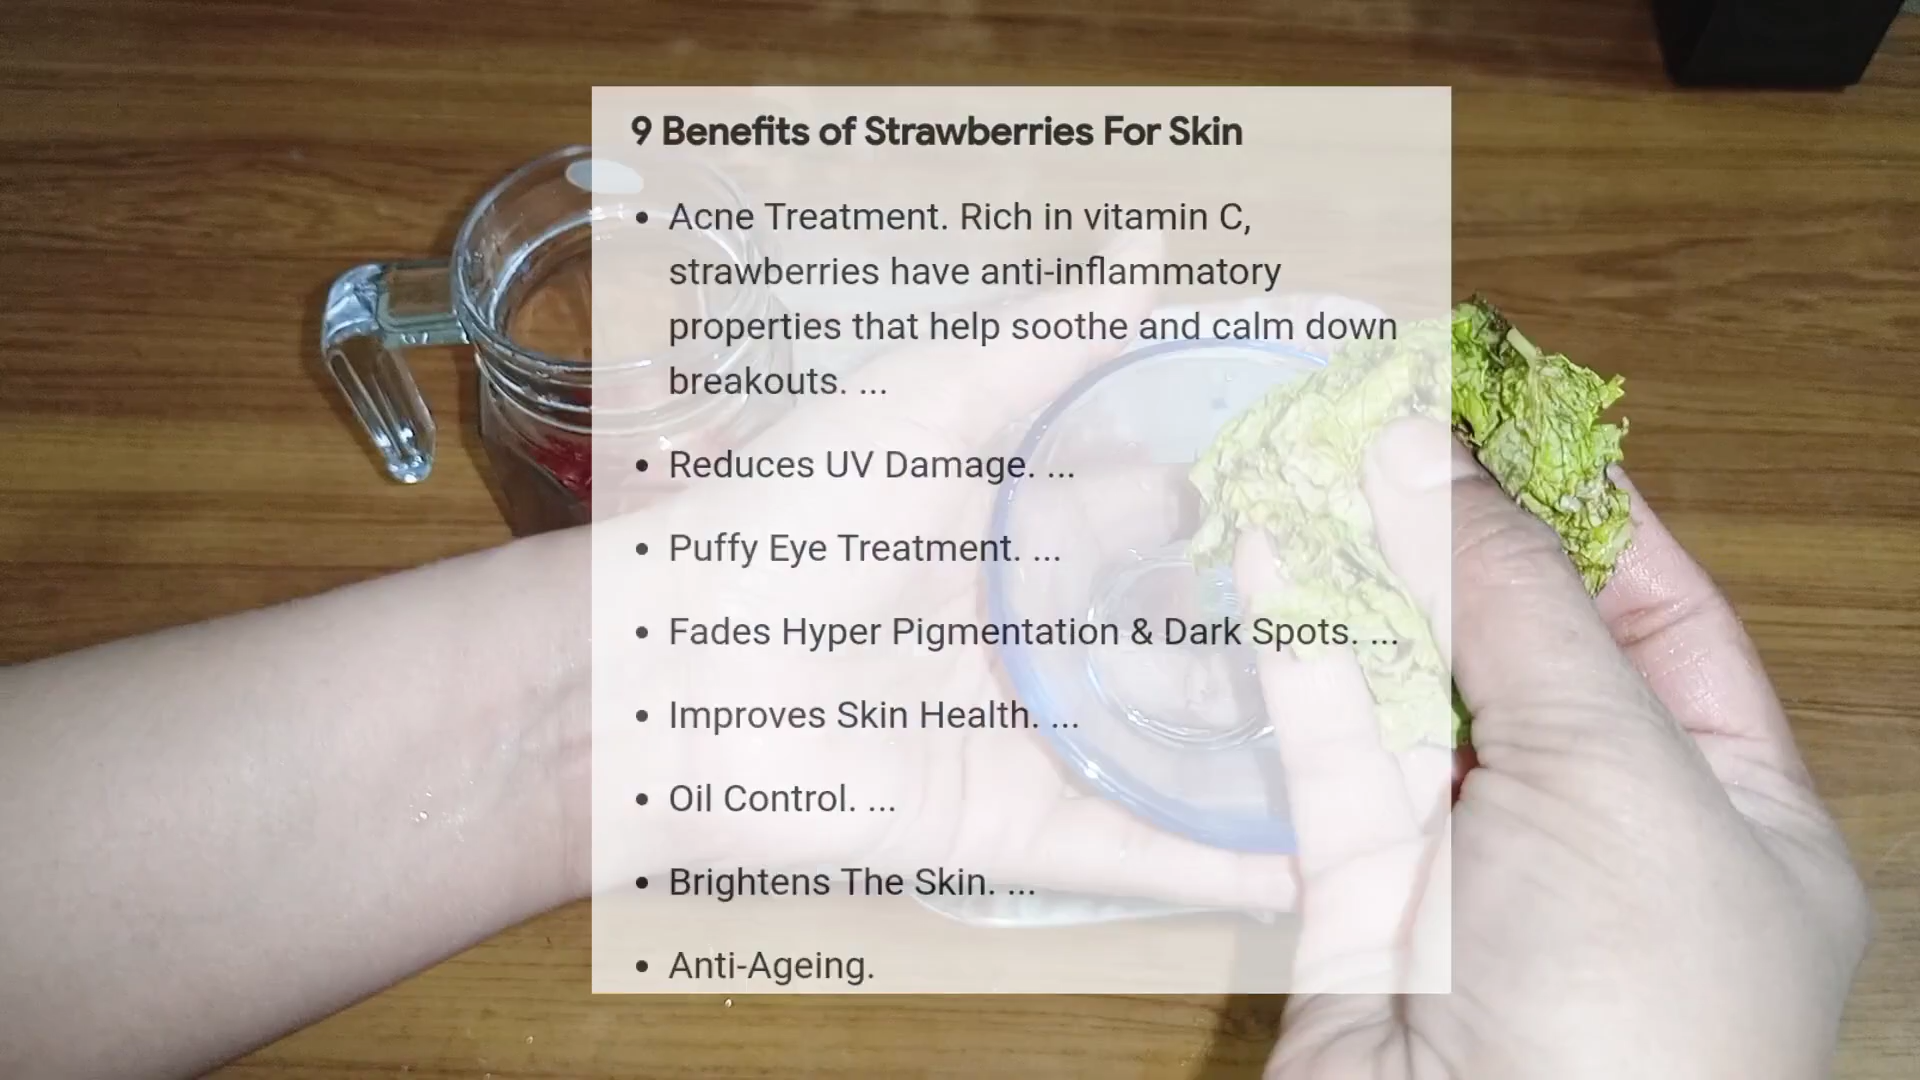 9 Benefits of Strawberries For Skin
• Acne Treatment. Rich in vitamin C,
strawberries have anti-inflammatory
properties that help soothe and calm down
breakouts. ...
• Reduces UV Damage. ...
• Puffy Eye Treatment. ...
• Fades Hyper Pigmentation & Dark Spots. ...
• Improves Skin Health. ...
• Oil Control. ...
• Brightens The Skin. ...
• Anti-Ageing.